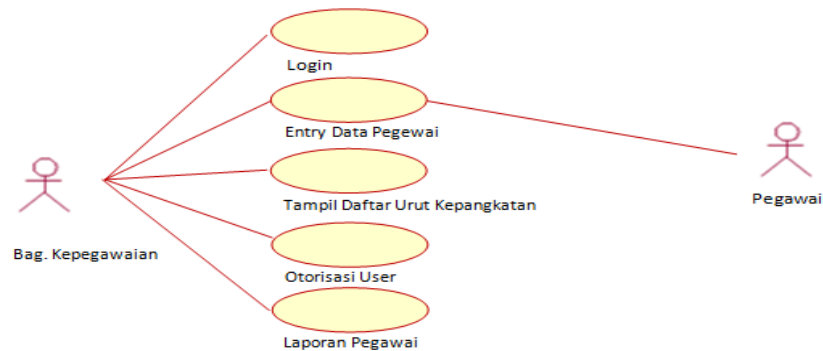 Login
Entry Data Pegewai
Tampil Daftar Urut Kepangkatan
Pegawai
Bag. Kepegawaian
Otorisasi User
Laporan Pegawai